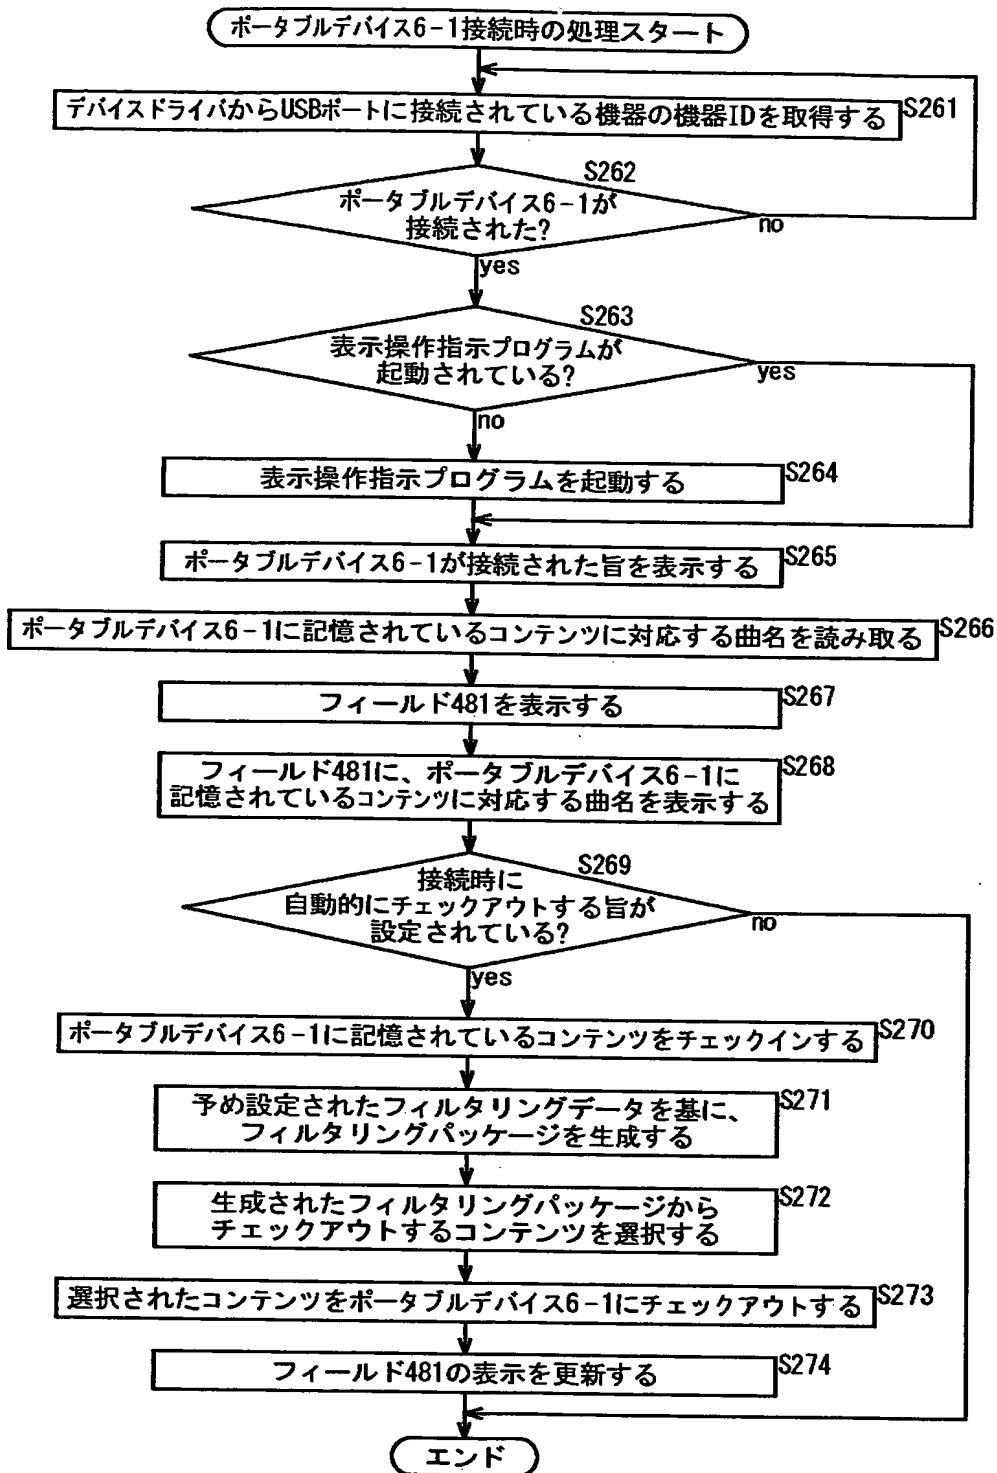 ポータブルデバイス6-1接続時の処理スタート
デバイスドライバからUSBポートに接続されている機器の機器IDを取得する
S261
S262
ポータブルデバイス6-1が
接続された?
no
yes
S263
表示操作指示プログラムが
起動されている?
yes
no
表示操作指示プログラムを起動する
S264
ポータブルデバイス6-1が接続された旨を表示する
S265
ポータブルデバイス6-1に記憶されているコンテンツに対応する曲名を読み取る
S266
フィールド481を表示する
S267
フィールド481に、ポータブルデバイス6-1に
記憶されているコンテンツに対応する曲名を表示する
S268
S269
接続時に
自動的にチェックアウトする旨が
設定されている?
no
yes
ポータブルデバイス6-1に記憶されているコンテンツをチェックインする
S270
予め設定されたフィルタリングデータを基に、
フィルタリングパッケージを生成する
S271
生成されたフィルタリングパッケージから
チェックアウトするコンテンツを選択する
S272
選択されたコンテンツをポータブルデバイス6-1にチェックアウトする
S273
フィールド481の表示を更新する
S274
エンド